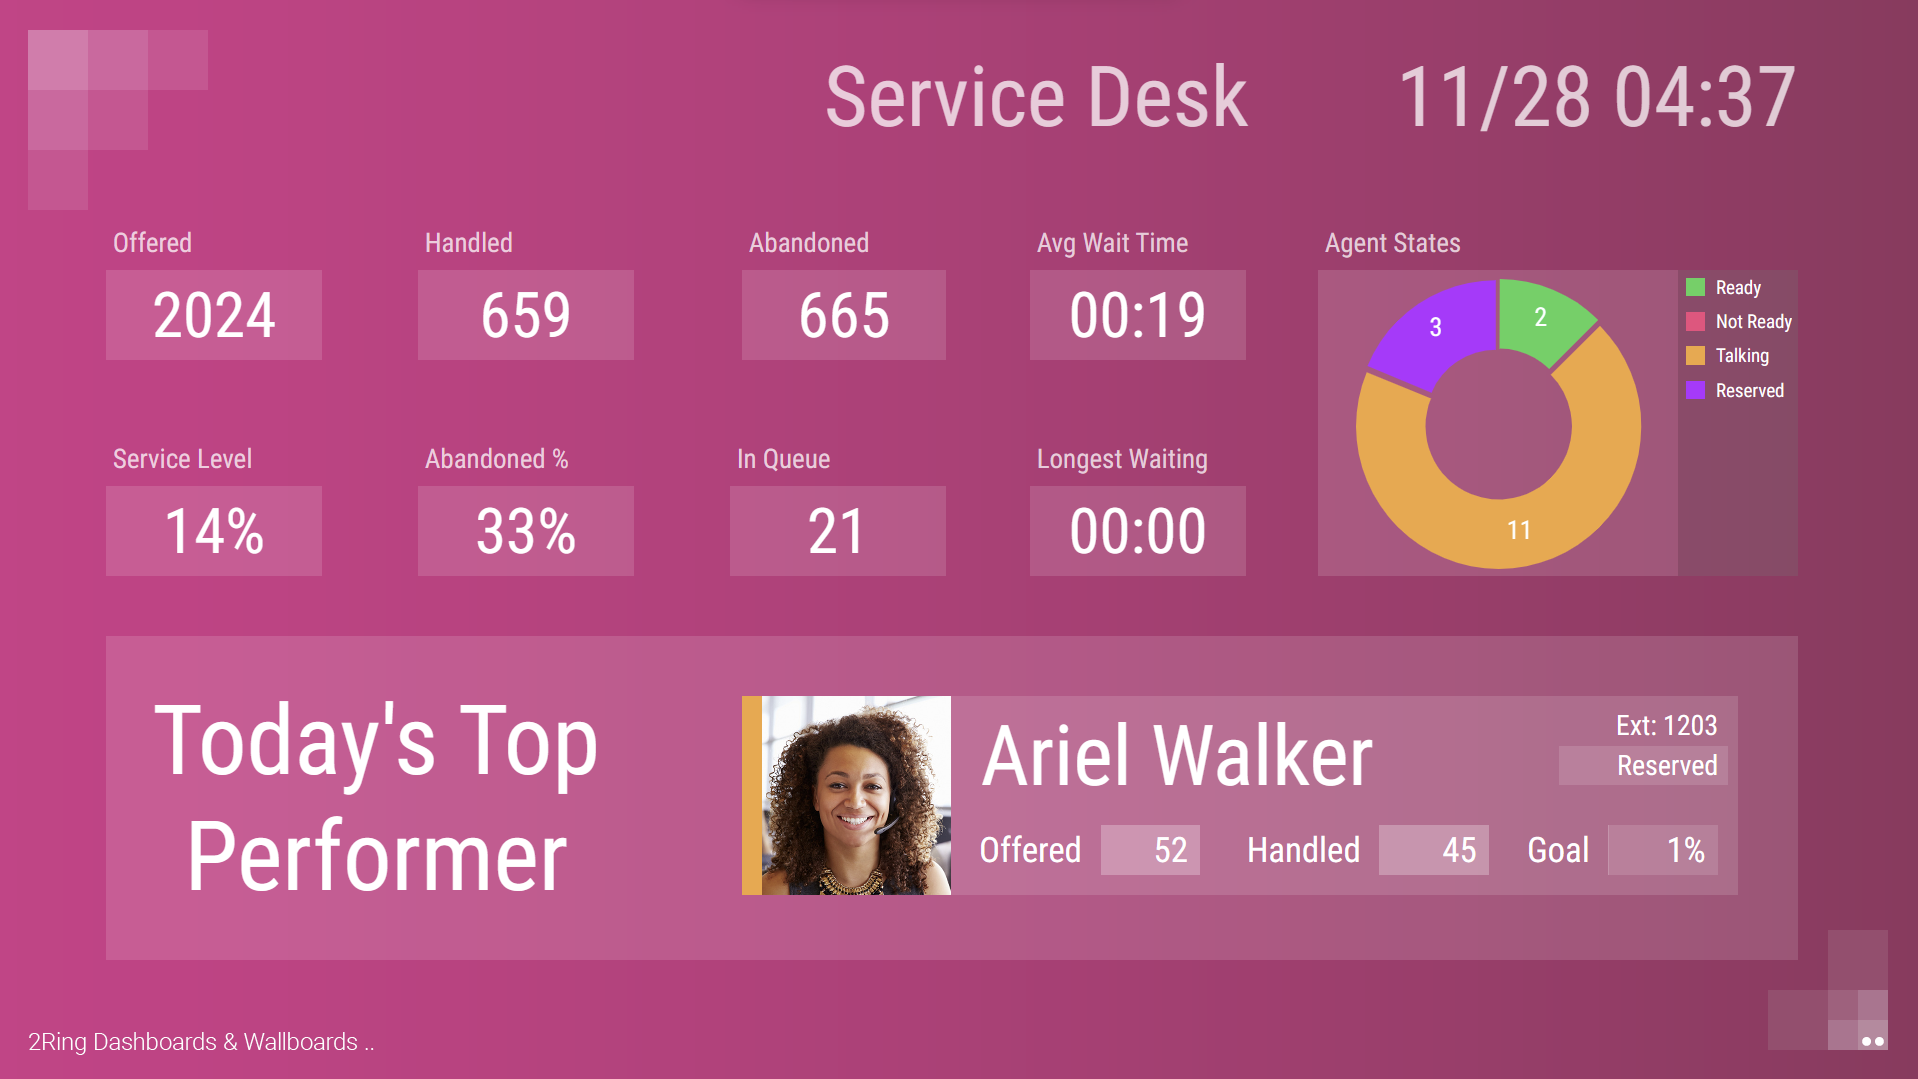 Service Desk
11/28 04:37
Offered
Handled
Abandoned
Avg Wait Time
Agent States
2024
659
665
00:19
3
2
11
Ready
Not Ready
Talking
Reserved
Service Level
Abandoned %
In Queue
Longest Waiting
14%
33%
21
00:00
Today's Top
Performer
Ariel Walker
Ext: 1203
Reserved
Offered 52 Handled 45 Goal 1%
2Ring Dashboards & Wallboards ..